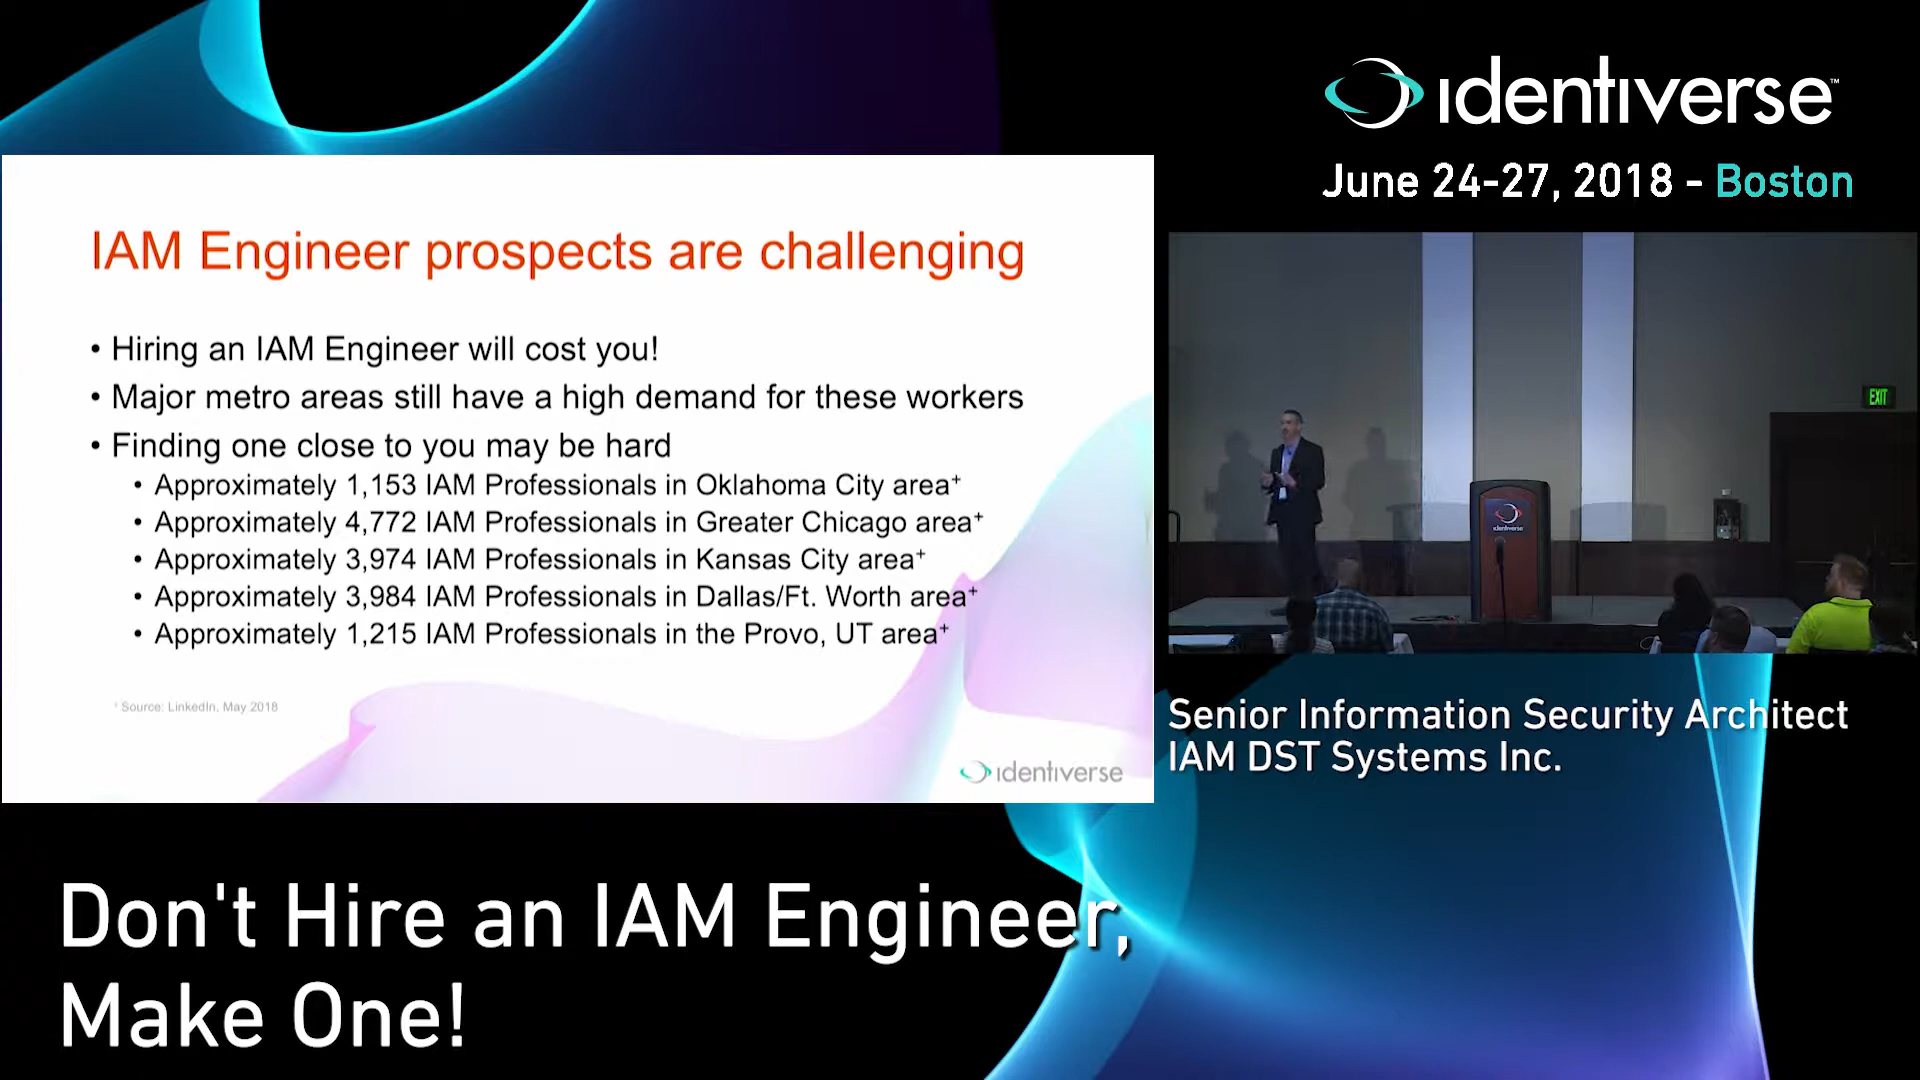 identiverse™
June 24-27, 2018 - Boston
IAM Engineer prospects are challenging
• Hiring an IAM Engineer will cost you!
• Major metro areas still have a high demand for these workers
• Finding one close to you may be hard
• Approximately 1,153 IAM Professionals in Oklahoma City area+
• Approximately 4,772 IAM Professionals in Greater Chicago area+
• Approximately 3,974 IAM Professionals in Kansas City area+
• Approximately 3,984 IAM Professionals in Dallas/Ft. Worth area+
• Approximately 1,215 IAM Professionals in the Provo, UT area+
+ Source: LinkedIn, May 2018
identiverse
EXIT
identiverse
Senior Information Security Architect
IAM DST Systems Inc.
Don't Hire an IAM Engineer,
Make One!